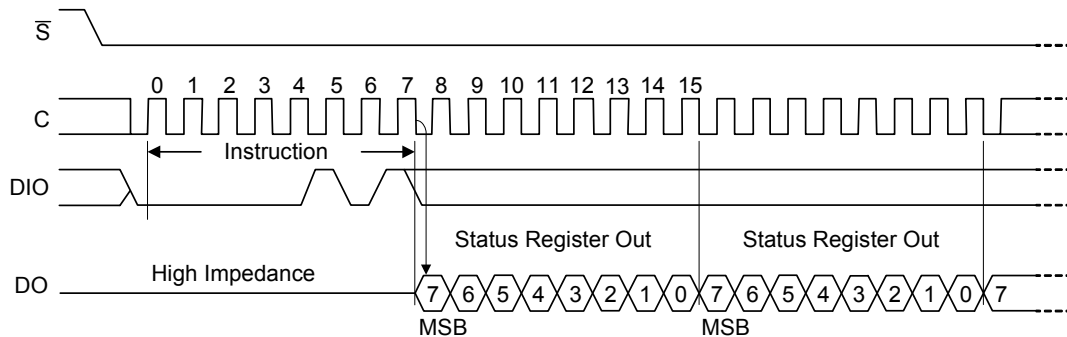 S̅
0 1 2 3 4 5 6 7 8 9 10 11 12 13 14 15
C
Instruction
DIO
Status Register Out Status Register Out
High Impedance
DO 7 6 5 4 3 2 1 0 7 6 5 4 3 2 1 0 7
MSB MSB